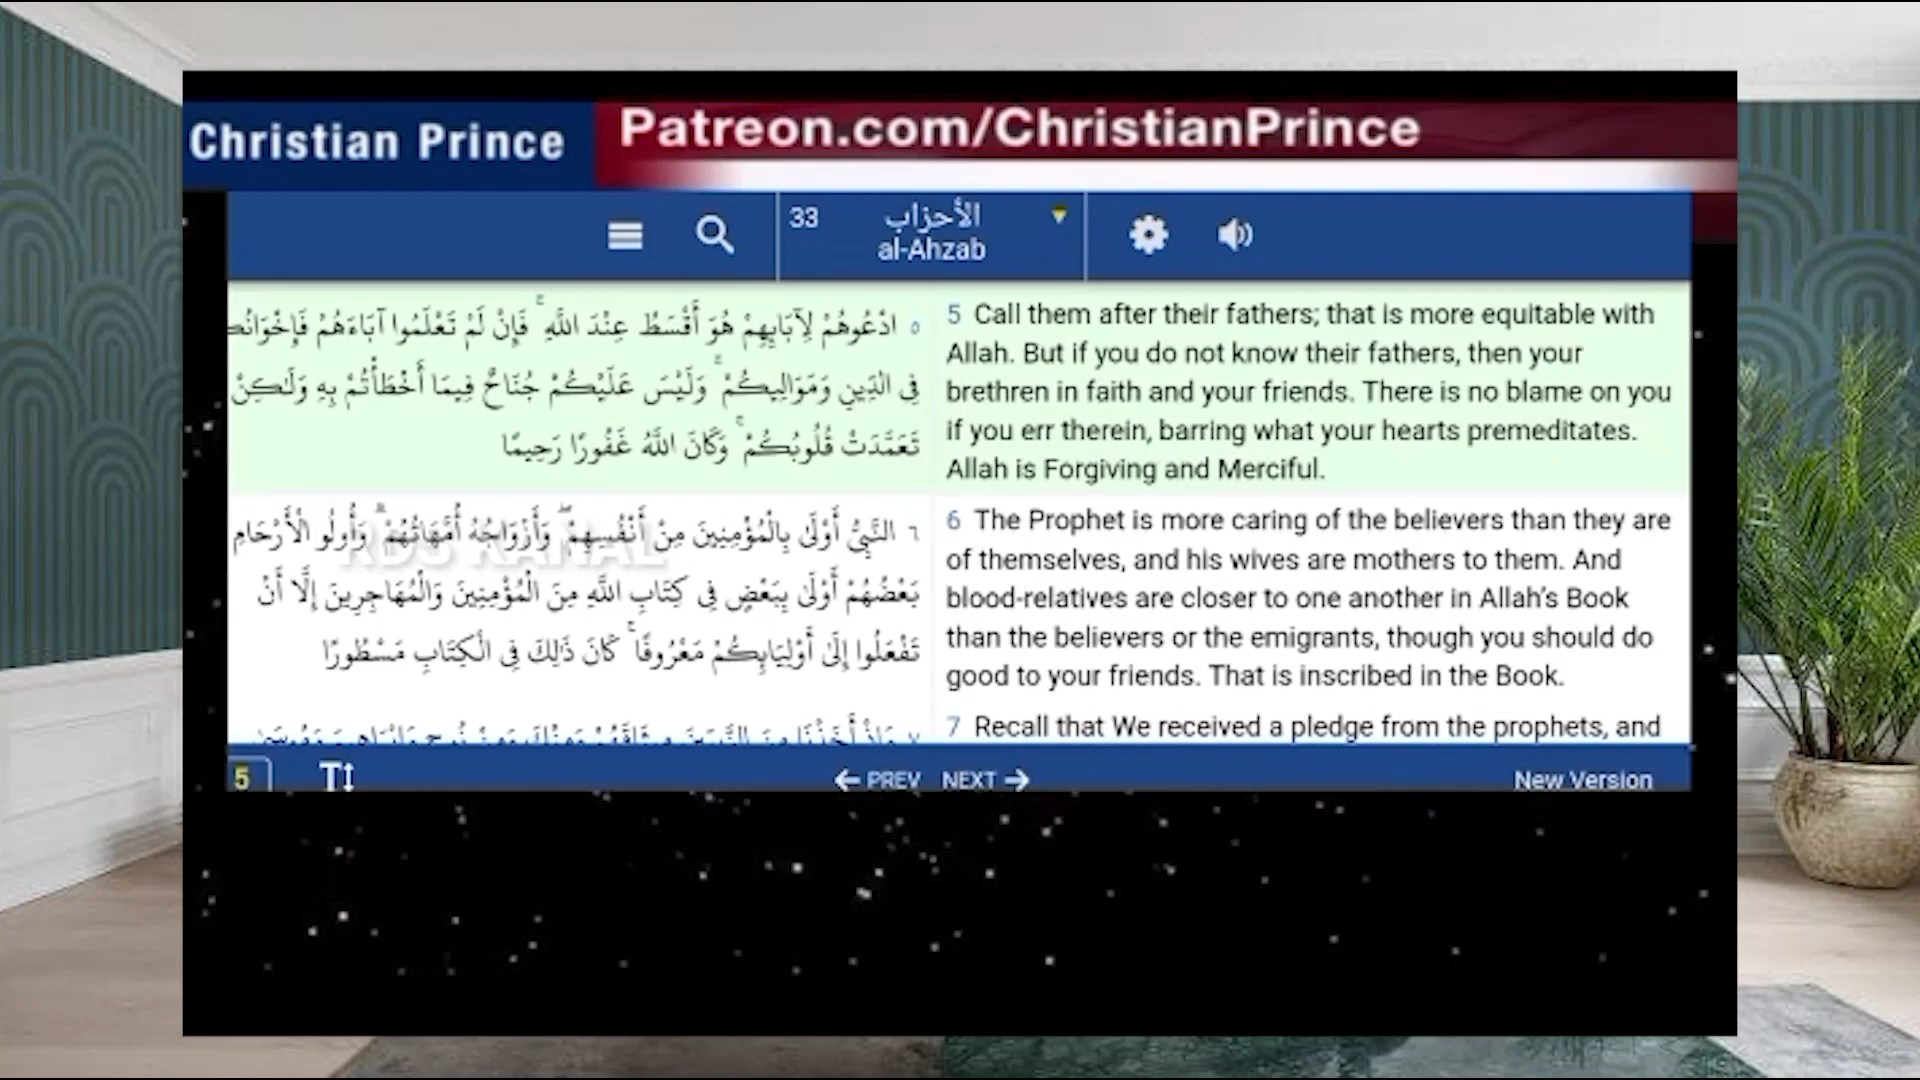 Christian Prince
Patreon.com/ChristianPrince
33
الأحزاب
al-Ahzab
٥ ادْعُوهُمْ لِآبَائِهِمْ هُوَ أَقْسَطُ عِنْدَ اللَّهِ ۚ فَإِنْ لَمْ تَعْلَمُوا آبَاءَهُمْ
فِي الدِّينِ وَمَوَالِيكُمْ ۚ وَلَيْسَ عَلَيْكُمْ جُنَاحٌ فِيمَا أَخْطَأْتُمْ بِهِ وَلَٰكِنْ
تَعَمَّدَتْ قُلُوبُكُمْ ۚ وَكَانَ اللَّهُ غَفُورًا رَحِيمًا
5 Call them after their fathers; that is more equitable with
Allah. But if you do not know their fathers, then your
brethren in faith and your friends. There is no blame on you
if you err therein, barring what your hearts premeditates.
Allah is Forgiving and Merciful.
٦ النَّبِيُّ أَوْلَىٰ بِالْمُؤْمِنِينَ مِنْ أَنْفُسِهِمْ ۖ وَأَزْوَاجُهُ أُمَّهَاتُهُمْ ۗ وَأُولُو الْأَرْحَامِ
بَعْضُهُمْ أَوْلَىٰ بِبَعْضٍ فِي كِتَابِ اللَّهِ مِنَ الْمُؤْمِنِينَ وَالْمُهَاجِرِينَ إِلَّا أَنْ
تَفْعَلُوا إِلَىٰ أَوْلِيَائِكُمْ مَعْرُوفًا ۚ كَانَ ذَٰلِكَ فِي الْكِتَابِ مَسْطُورًا
6 The Prophet is more caring of the believers than they are
of themselves, and his wives are mothers to them. And
blood-relatives are closer to one another in Allah's Book
than the believers or the emigrants, though you should do
good to your friends. That is inscribed in the Book.
RDS KANAL
7 Recall that We received a pledge from the prophets, and
5
← PREV NEXT →
New Version